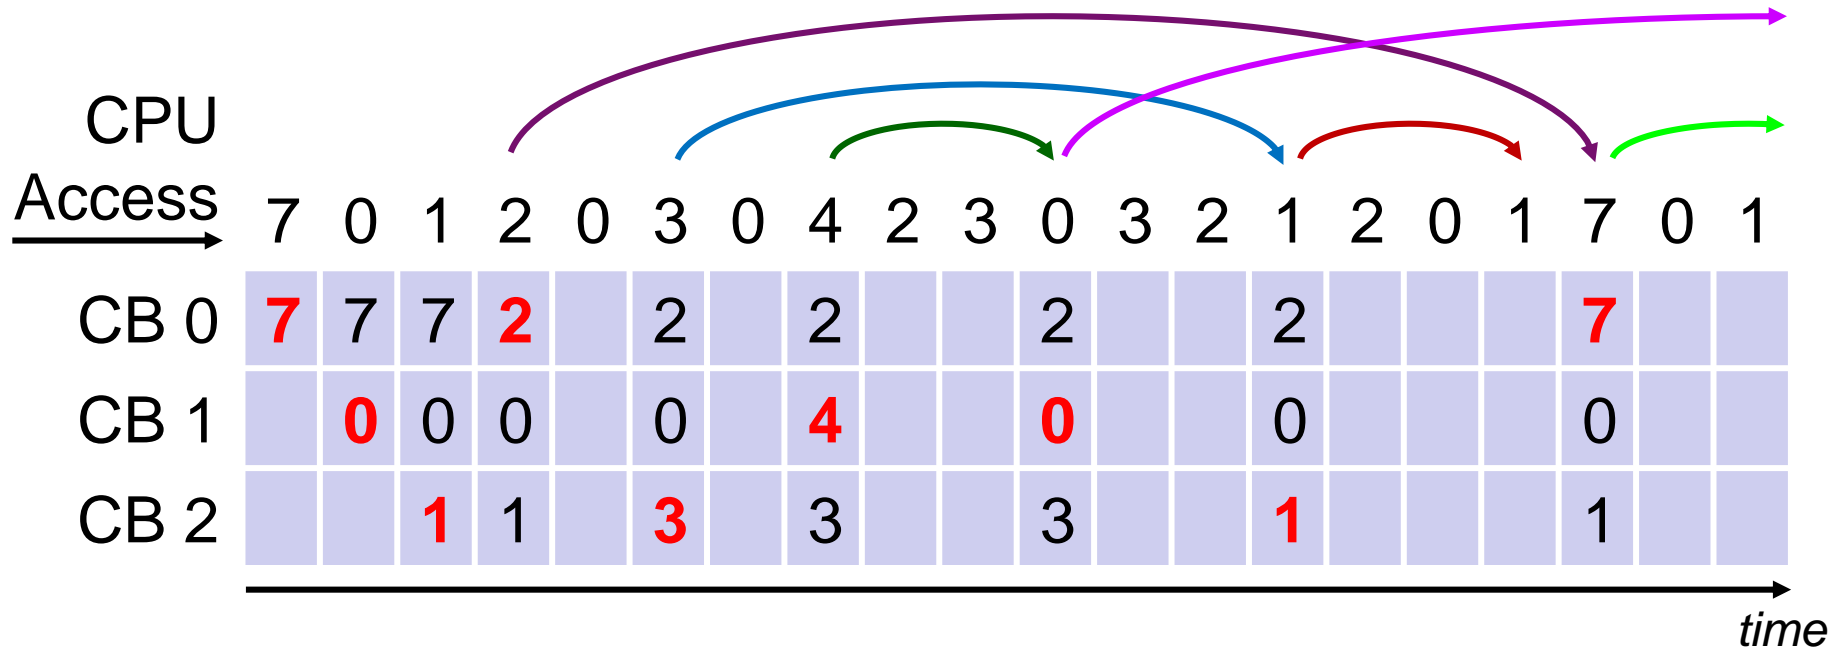 CPU
Access 7 0 1 2 0 3 0 4 2 3 0 3 2 1 2 0 1 7 0 1
CB 0 7 7 7 2 2 2 2 2 7
CB 1 0 0 0 0 4 0 0 0
CB 2 1 1 3 3 3 1 1
time